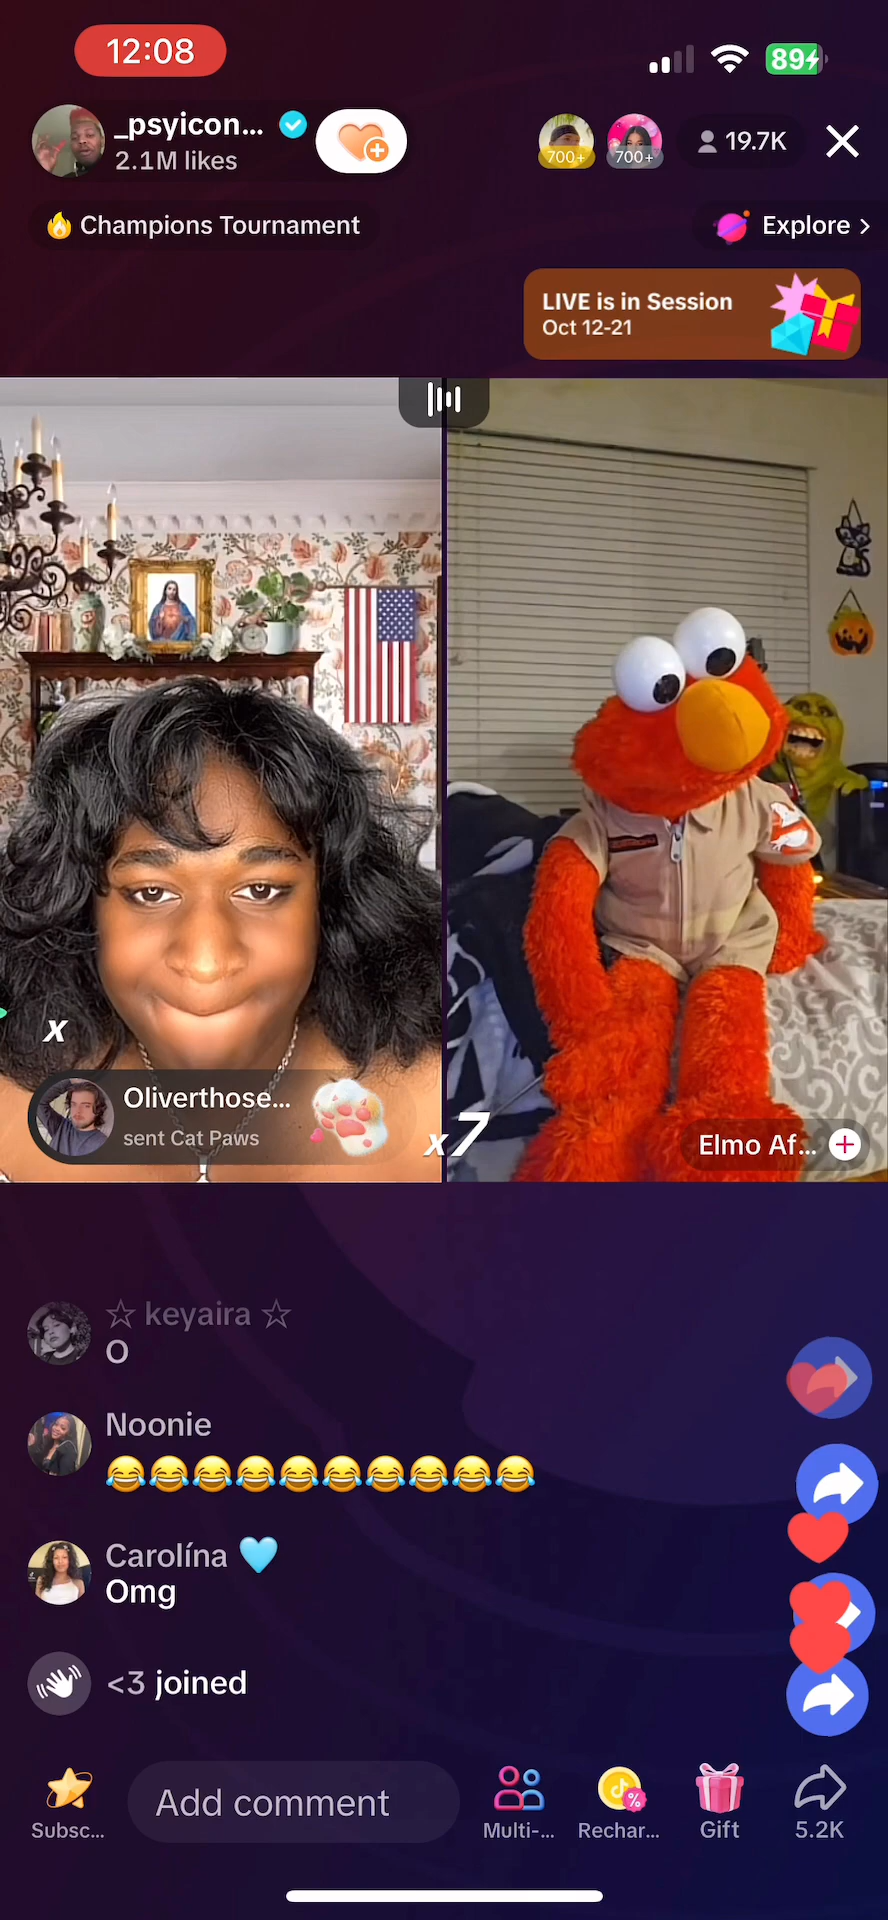 12:08
89
_psyicon...
2.1M likes
700+
700+
19.7K
Champions Tournament
Explore >
LIVE is in Session
Oct 12-21
x
Oliverthose...
sent Cat Paws
x7
Elmo Af...
☆ keyaira ☆
O
Noonie
😂😂😂😂😂😂😂😂😂😂
Carolína 🩵
Omg
<3 joined
Subsc...
Add comment
Multi-...
Rechar...
Gift
5.2K